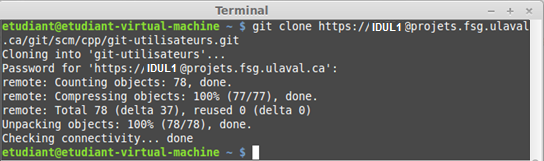 Terminal
etudiant@etudiant-virtual-machine ~ $ git clone https://IDUL1@projets.fsg.ulaval
.ca/git/scm/cpp/git-utilisateurs.git
Cloning into 'git-utilisateurs'...
Password for 'https://IDUL1@projets.fsg.ulaval.ca':
remote: Counting objects: 78, done.
remote: Compressing objects: 100% (77/77), done.
remote: Total 78 (delta 37), reused 0 (delta 0)
Unpacking objects: 100% (78/78), done.
Checking connectivity... done
etudiant@etudiant-virtual-machine ~ $